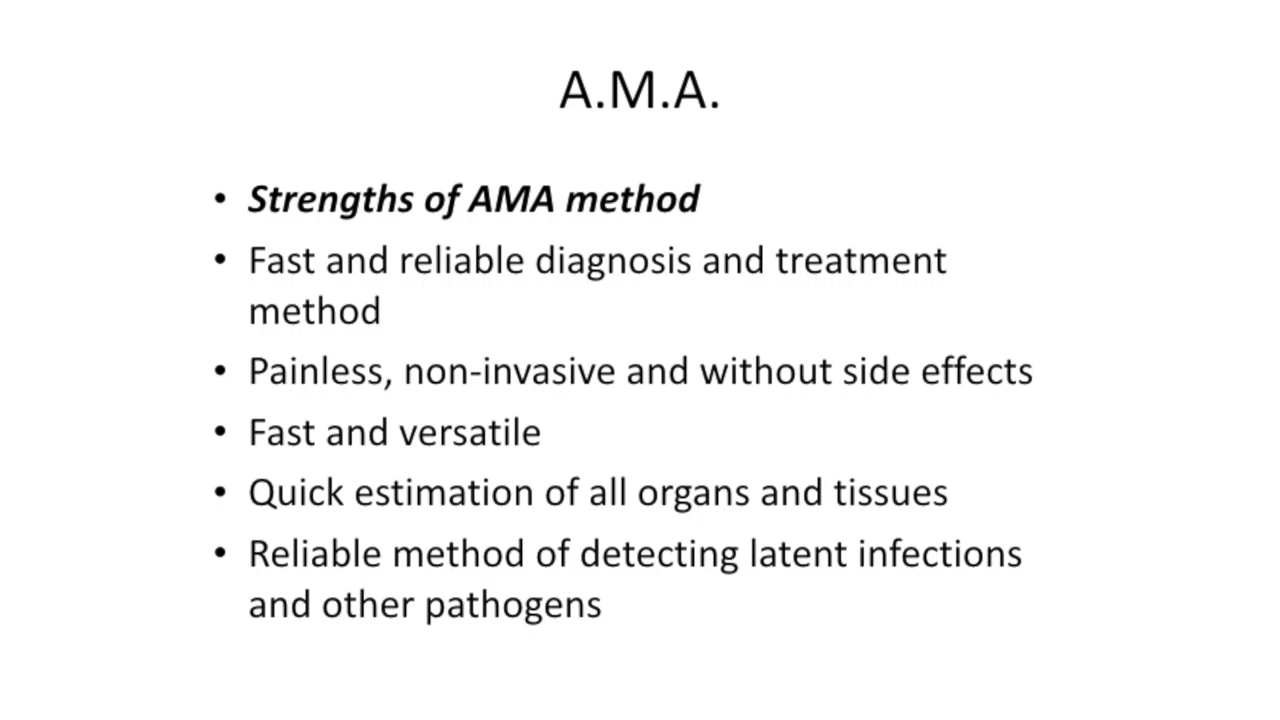 A.M.A.
• Strengths of AMA method
• Fast and reliable diagnosis and treatment
method
• Painless, non-invasive and without side effects
• Fast and versatile
• Quick estimation of all organs and tissues
• Reliable method of detecting latent infections
and other pathogens